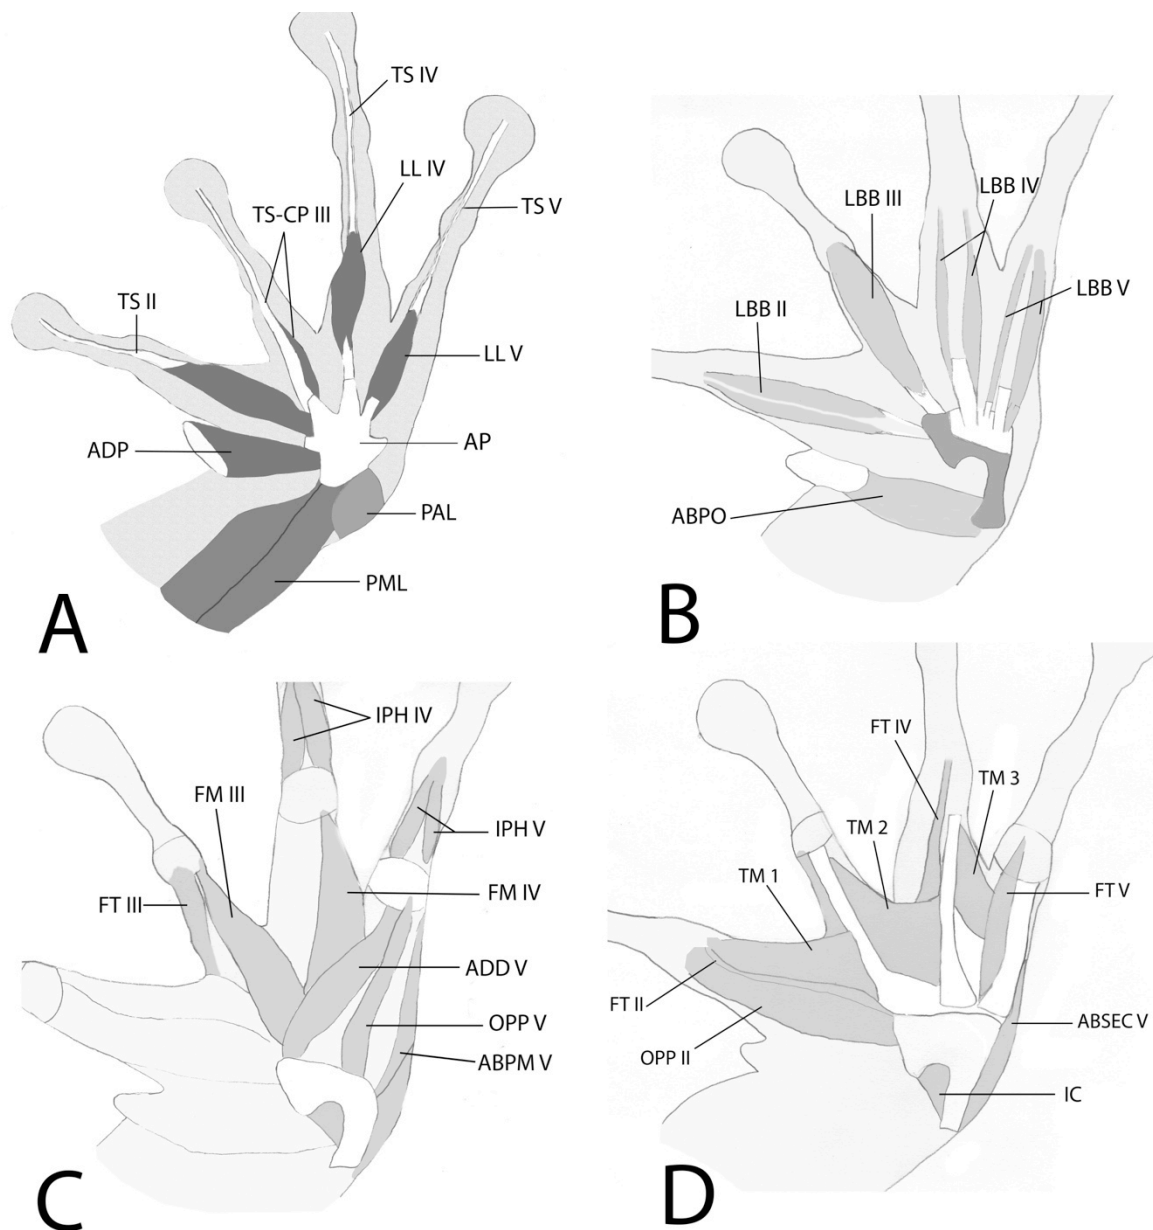 TS IV
LL IV
TS-CP III
TS V
TS II
LL V
ADP
AP
PAL
PML
A
LBB III
LBB IV
LBB II
LBB V
ABPO
B
IPH IV
FM III
IPH V
FT III
FM IV
ADD V
OPP V
ABPM V
C
FT IV
TM 3
TM 2
TM 1
FT V
FT II
ABSEC V
OPP II
IC
D